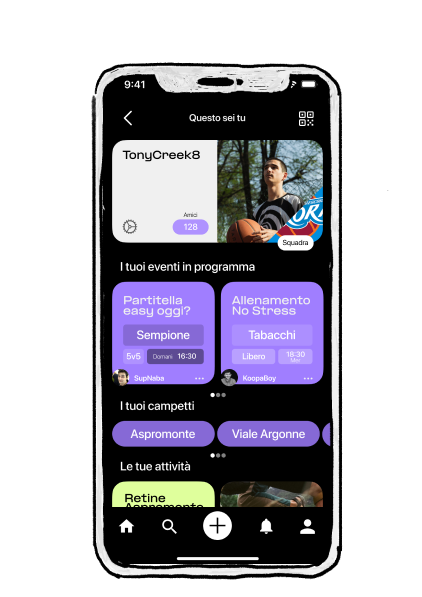 9:41
Questo sei tu
TonyCreek8
Amici
128
Squadra
I tuoi eventi in programma
Partitella
easy oggi?
Sempione
5v5 Domani 16:30
SupNaba
Allenamento
No Stress
Tabacchi
Libero 18:30
Mer
KoopaBoy
I tuoi campetti
Aspromonte
Viale Argonne
Le tue attività
Retine
Aspromonte